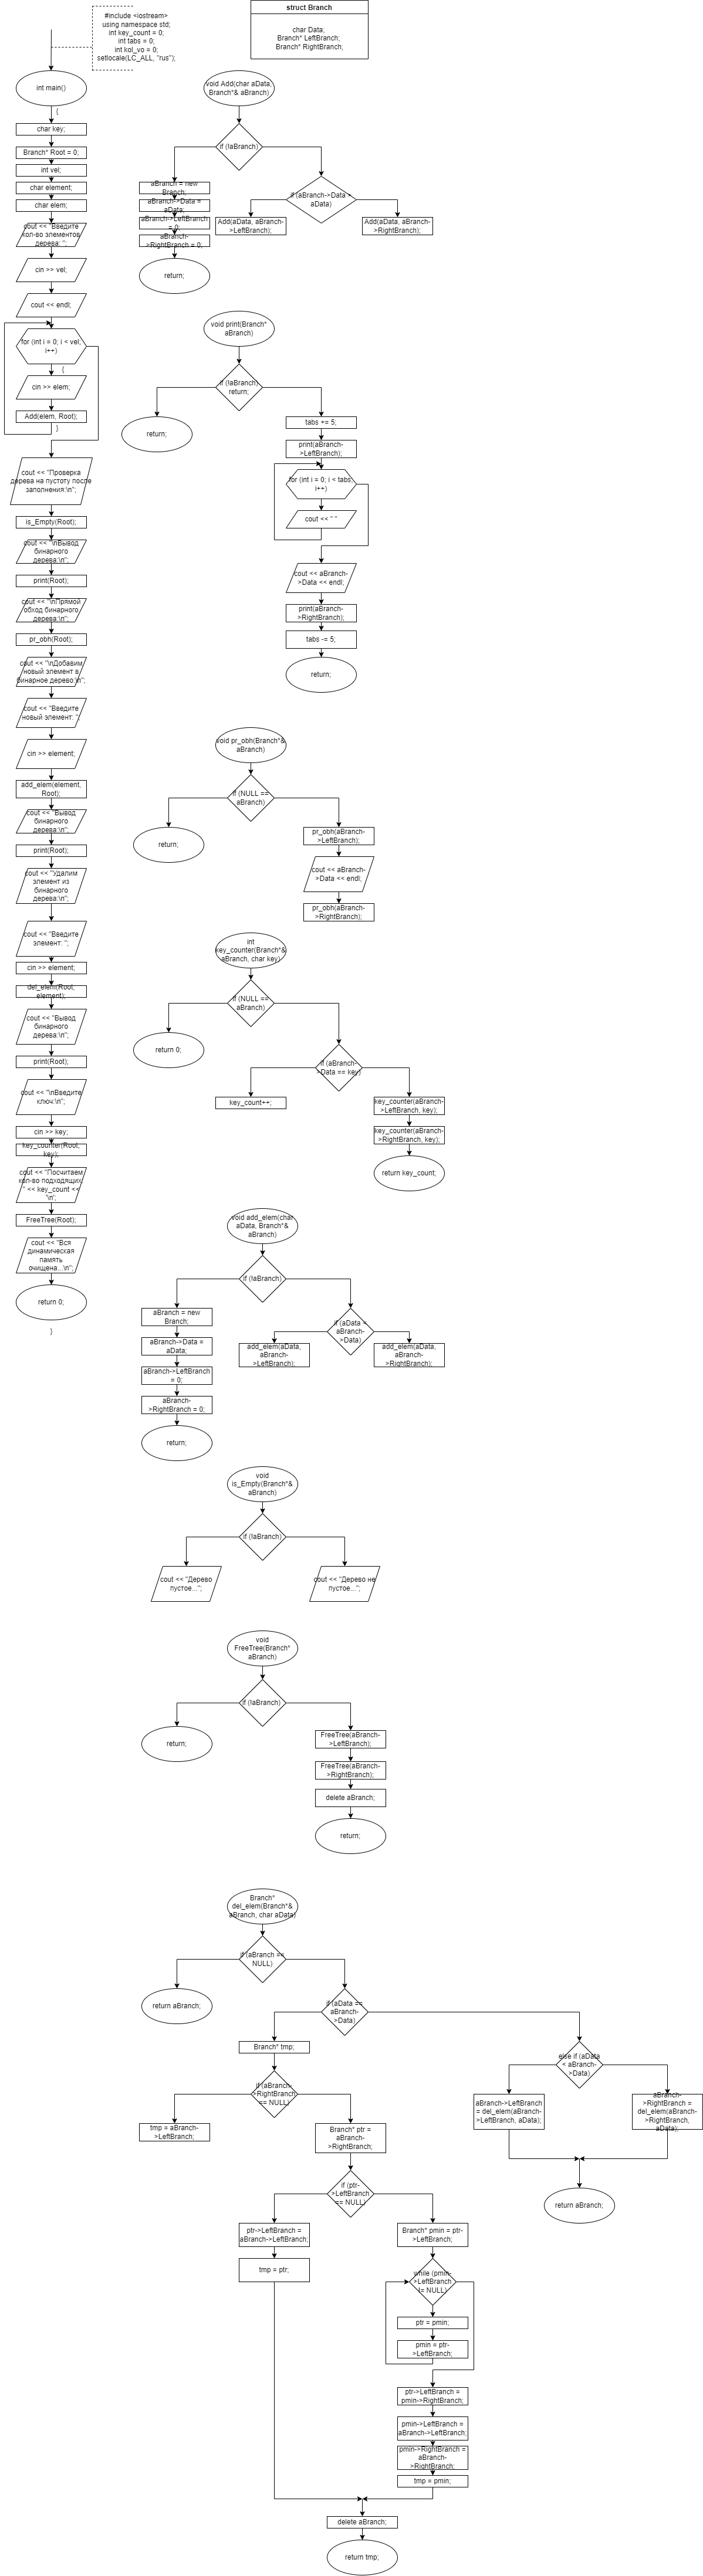 #include <iostream>
using namespace std;
int key_count = 0;
int tabs = 0;
int kol_vo = 0;
setlocale(LC_ALL, "rus");
struct Branch
char Data;
Branch* LeftBranch;
Branch* RightBranch;
int main()
{
char key;
Branch* Root = 0;
int vel;
char element;
char elem;
cout << "Введите
кол-во элементов
дерева: ";
cin >> vel;
cout << endl;
for (int i = 0; i < vel;
i++)
{
cin >> elem;
Add(elem, Root);
}
cout << "Проверка
дерева на пустоту после
заполнения:\n";
is_Empty(Root);
cout << "\nВывод
бинарного
дерева:\n";
print(Root);
cout << "\nПрямой
обход бинарного
дерева:\n";
pr_obh(Root);
cout << "\nДобавим
новый элемент в
бинарное дерево:\n";
cout << "Введите
новый элемент: ";
cin >> element;
add_elem(element,
Root);
cout << "Вывод
бинарного
дерева:\n";
print(Root);
cout << "Удалим
элемент из
бинарного
дерева:\n";
cout << "Введите
элемент: ";
cin >> element;
del_elem(Root,
element);
cout << "Вывод
бинарного
дерева:\n";
print(Root);
cout << "\nВведите
ключ:\n";
cin >> key;
key_counter(Root,
key);
cout << "Посчитаем
кол-во подходящих:
" << key_count <<
"\n";
FreeTree(Root);
cout << "Вся
динамическая
память
очищена...\n";
return 0;
}
void Add(char aData,
Branch*& aBranch)
if (!aBranch)
aBranch = new
Branch;
aBranch->Data =
aData;
aBranch->LeftBranch
= 0;
aBranch-
>RightBranch = 0;
return;
if (aBranch->Data >
aData)
Add(aData, aBranch-
>LeftBranch);
Add(aData, aBranch-
>RightBranch);
void print(Branch*
aBranch)
if (!aBranch)
return;
return;
tabs += 5;
print(aBranch-
>LeftBranch);
for (int i = 0; i < tabs;
i++)
cout << " "
cout << aBranch-
>Data << endl;
print(aBranch-
>RightBranch);
tabs -= 5;
return;
void pr_obh(Branch*&
aBranch)
if (NULL ==
aBranch)
return;
pr_obh(aBranch-
>LeftBranch);
cout << aBranch-
>Data << endl;
pr_obh(aBranch-
>RightBranch);
int
key_counter(Branch*&
aBranch, char key)
if (NULL ==
aBranch)
return 0;
if (aBranch-
>Data == key)
key_count++;
key_counter(aBranch-
>LeftBranch, key);
key_counter(aBranch-
>RightBranch, key);
return key_count;
void add_elem(char
aData, Branch*&
aBranch)
if (!aBranch)
aBranch = new
Branch;
aBranch->Data =
aData;
aBranch->LeftBranch
= 0;
aBranch-
>RightBranch = 0;
return;
if (aData <
aBranch-
>Data)
add_elem(aData,
aBranch-
>LeftBranch);
add_elem(aData,
aBranch-
>RightBranch);
void
is_Empty(Branch*&
aBranch)
if (!aBranch)
cout << "Дерево
пустое...";
cout << "Дерево не
пустое...";
void
FreeTree(Branch*
aBranch)
if (!aBranch)
return;
FreeTree(aBranch-
>LeftBranch);
FreeTree(aBranch-
>RightBranch);
delete aBranch;
return;
Branch*
del_elem(Branch*&
aBranch, char aData)
if (aBranch ==
NULL)
return aBranch;
if (aData ==
aBranch-
>Data)
Branch* tmp;
if (aBranch-
>RightBranch
== NULL)
tmp = aBranch-
>LeftBranch;
Branch* ptr =
aBranch-
>RightBranch;
if (ptr-
>LeftBranch
== NULL)
ptr->LeftBranch =
aBranch->LeftBranch;
tmp = ptr;
Branch* pmin = ptr-
>LeftBranch;
while (pmin-
>LeftBranch
!= NULL)
ptr = pmin;
pmin = ptr-
>LeftBranch;
ptr->LeftBranch =
pmin->RightBranch;
pmin->LeftBranch =
aBranch->LeftBranch;
pmin->RightBranch =
aBranch-
>RightBranch;
tmp = pmin;
delete aBranch;
return tmp;
else if (aData
< aBranch-
>Data)
aBranch->LeftBranch
= del_elem(aBranch-
>LeftBranch, aData);
aBranch-
>RightBranch =
del_elem(aBranch-
>RightBranch,
aData);
return aBranch;